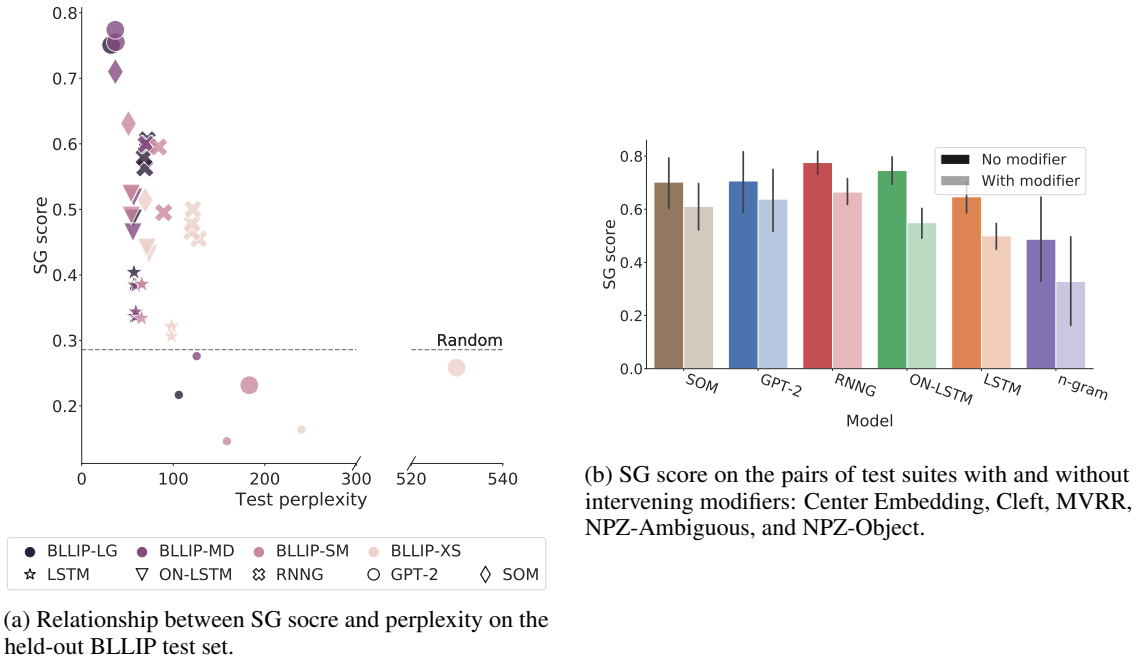 0.8
0.7
0.6
0.5
0.4
0.3
0.2
SG score
Random
0 100 200 300 520 540
Test perplexity
BLLIP-LG BLLIP-MD BLLIP-SM BLLIP-XS
LSTM ON-LSTM RNNG GPT-2 SOM
(a) Relationship between SG socre and perplexity on the
held-out BLLIP test set.
0.8
0.6
0.4
0.2
0.0
SG score
No modifier
With modifier
SOM GPT-2 RNNG ON-LSTM LSTM n-gram
Model
(b) SG score on the pairs of test suites with and without
intervening modifiers: Center Embedding, Cleft, MVRR,
NPZ-Ambiguous, and NPZ-Object.